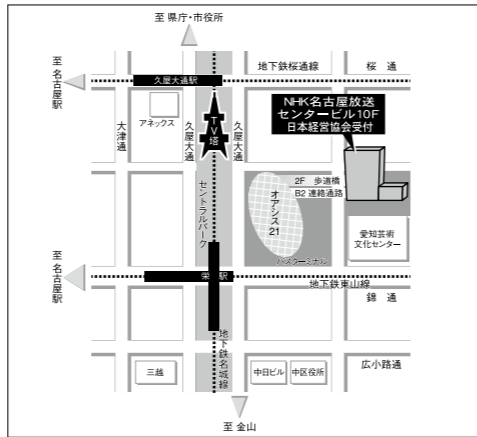 至 県庁・市役所
至 名古屋駅
地下鉄桜通線
桜 通
久屋大通駅
アネックス
大津通
久屋大通
TV塔
久屋大通
NHK名古屋放送
センタービル10F
日本経営協会受付
セントラルパーク
オアシス
21
2F 歩道橋
B2 連絡通路
愛知芸術
文化センター
バスターミナル
至 名古屋駅
栄駅
地下鉄東山線
錦 通
地下鉄名城線
三越
中日ビル
中区役所
広小路通
至 金山